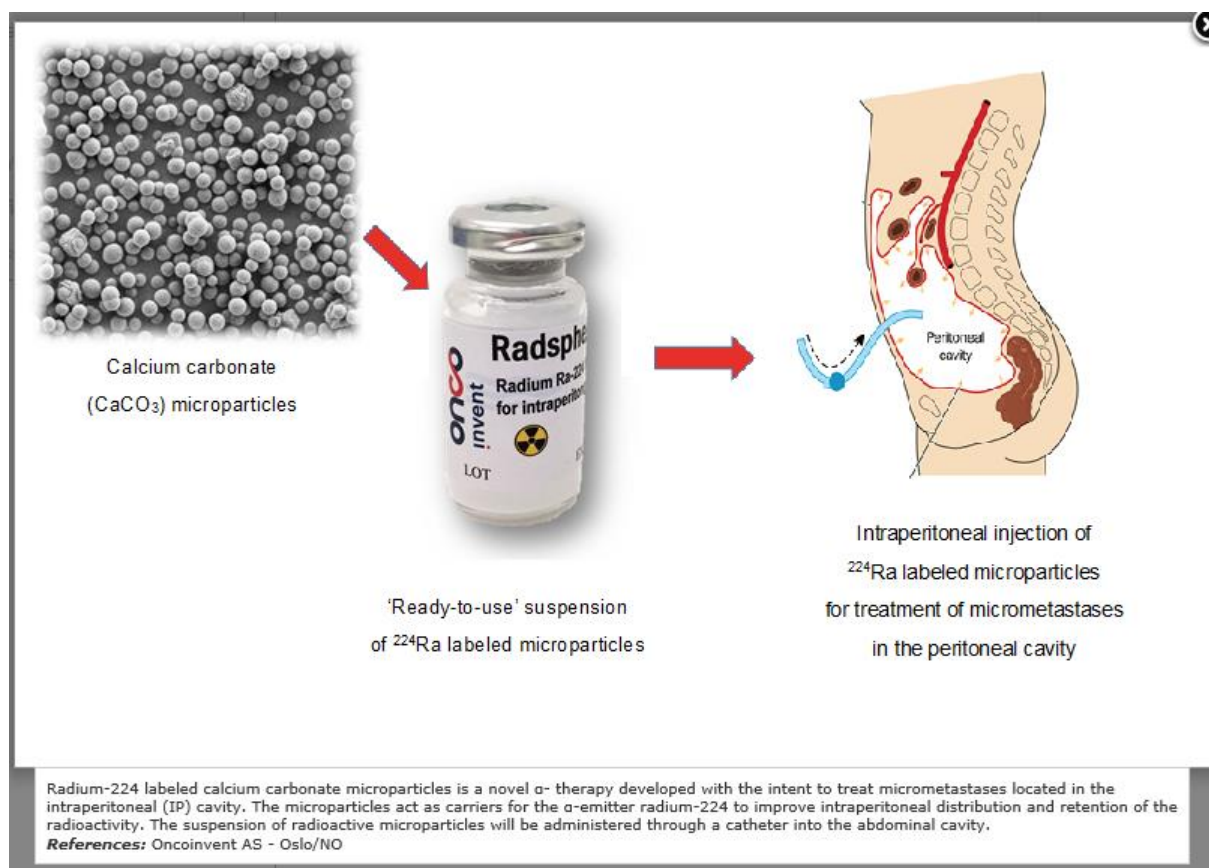 Calcium carbonate
(CaCO₃) microparticles
onco
invent
Radsphe
Radium Ra-224
for intraperiton
LOT
'Ready-to-use' suspension
of ²²⁴Ra labeled microparticles
Peritoneal
cavity
Intraperitoneal injection of
²²⁴Ra labeled microparticles
for treatment of micrometastases
in the peritoneal cavity
Radium-224 labeled calcium carbonate microparticles is a novel α- therapy developed with the intent to treat micrometastases located in the
intraperitoneal (IP) cavity. The microparticles act as carriers for the α-emitter radium-224 to improve intraperitoneal distribution and retention of the
radioactivity. The suspension of radioactive microparticles will be administered through a catheter into the abdominal cavity.
References: Oncoinvent AS - Oslo/NO